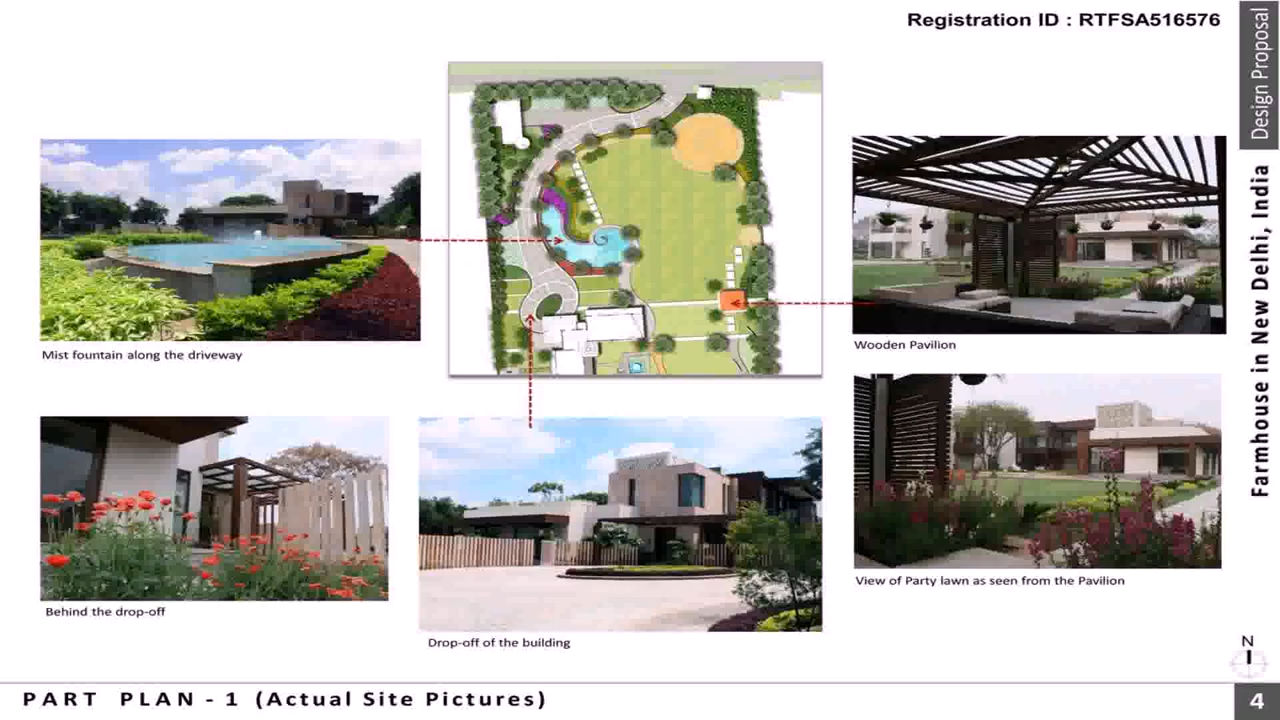 Registration ID : RTFSA516576
Design Proposal
Farmhouse in New Delhi, India
Mist fountain along the driveway
Wooden Pavilion
Behind the drop-off
Drop-off of the building
View of Party lawn as seen from the Pavilion
N
PART PLAN - 1 (Actual Site Pictures)
4